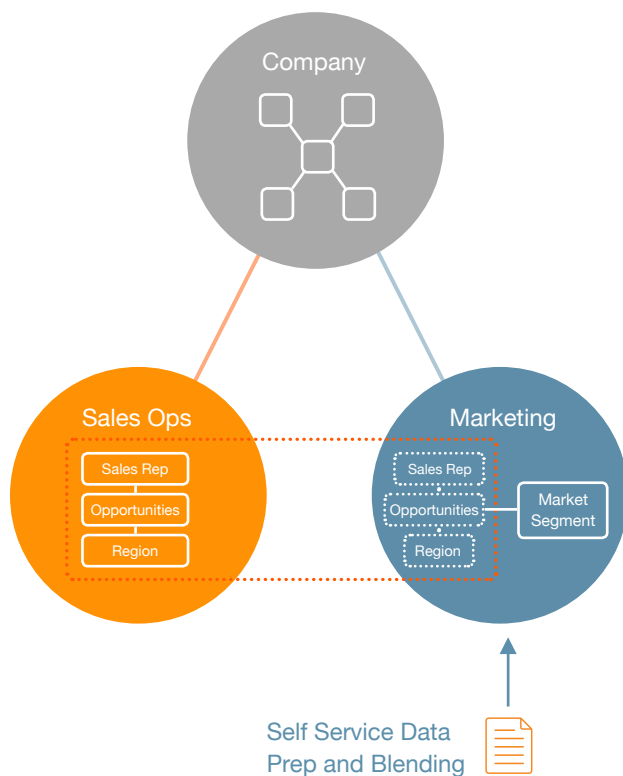 Company
Sales Ops
Sales Rep
Opportunities
Region
Marketing
Sales Rep
Opportunities
Region
Market
Segment
Self Service Data
Prep and Blending